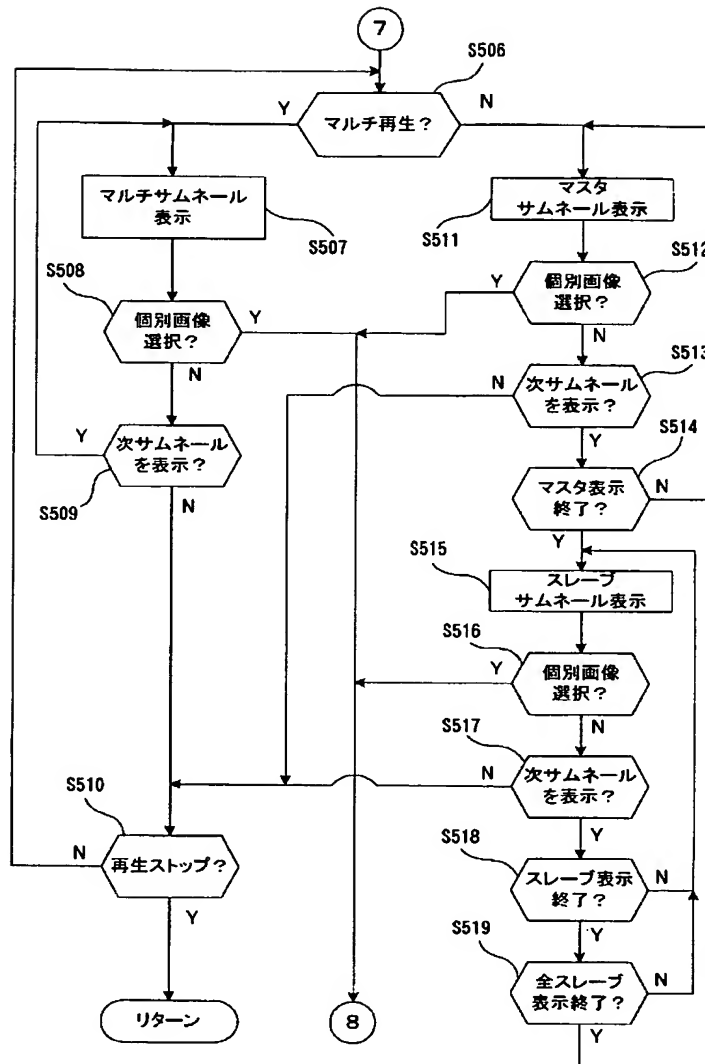 7
S506
Y
マルチ再生？
N
マルチサムネール
表示
S507
マスタ
サムネール表示
S511
S508
個別画像
選択？
Y
N
Y
個別画像
選択？
S512
N
Y
次サムネール
を表示？
S509
N
N
次サムネール
を表示？
S513
Y
マスタ表示
終了？
S514
N
Y
S515
スレーブ
サムネール表示
S516
Y
個別画像
選択？
N
S517
N
次サムネール
を表示？
Y
S510
N
再生ストップ？
Y
S518
スレーブ表示
終了？
N
Y
S519
全スレーブ
表示終了？
N
Y
リターン
8